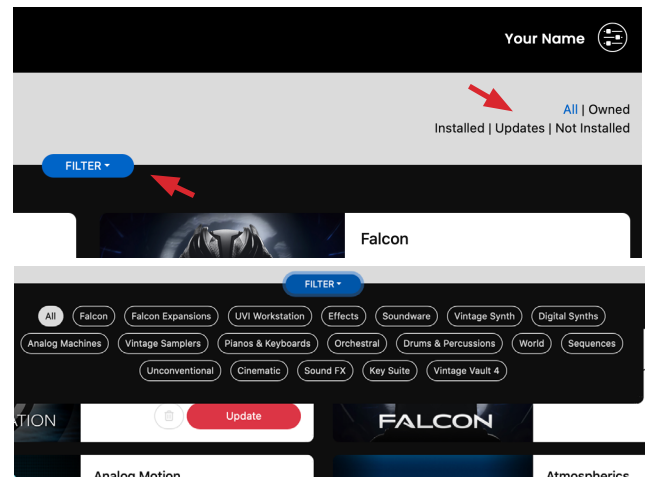 Your Name
All | Owned
Installed | Updates | Not Installed
FILTER
Falcon
FILTER
All Falcon Falcon Expansions UVI Workstation Effects Soundware Vintage Synth Digital Synths
Analog Machines Vintage Samplers Pianos & Keyboards Orchestral Drums & Percussions World Sequences
Unconventional Cinematic Sound FX Key Suite Vintage Vault 4
ATION Update FALCON
Analog Motion Atmospherics